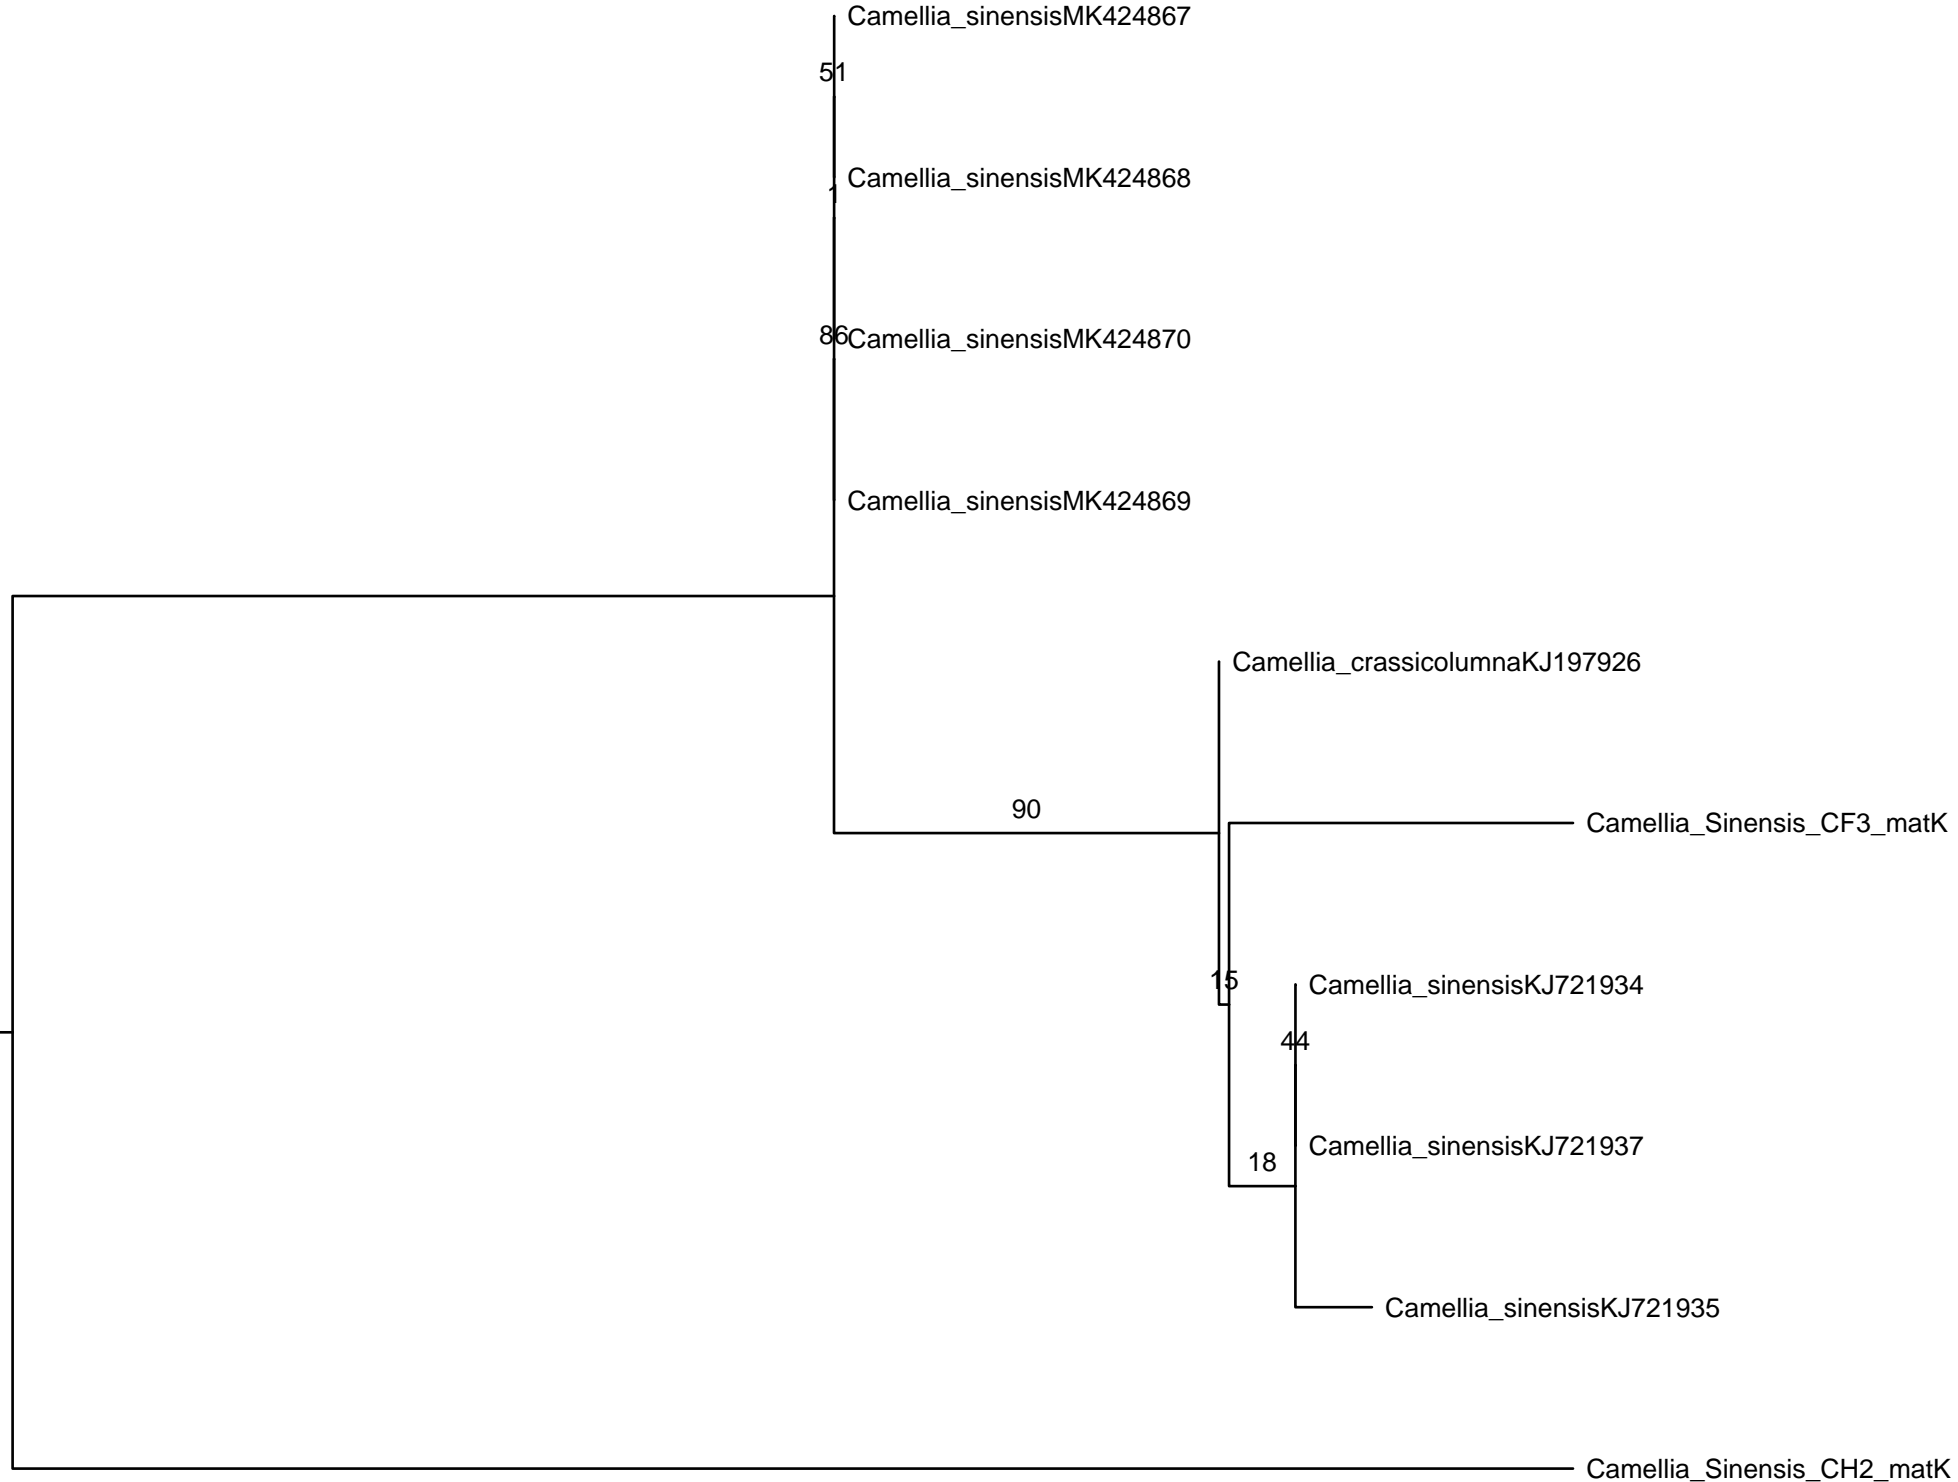 Camellia_sinensisMK424867
51
Camellia_sinensisMK424868
1
86
Camellia_sinensisMK424870
Camellia_sinensisMK424869
Camellia_crassicolumnaKJ197926
90
Camellia_Sinensis_CF3_matK
15
Camellia_sinensisKJ721934
44
Camellia_sinensisKJ721937
18
Camellia_sinensisKJ721935
Camellia_Sinensis_CH2_matK